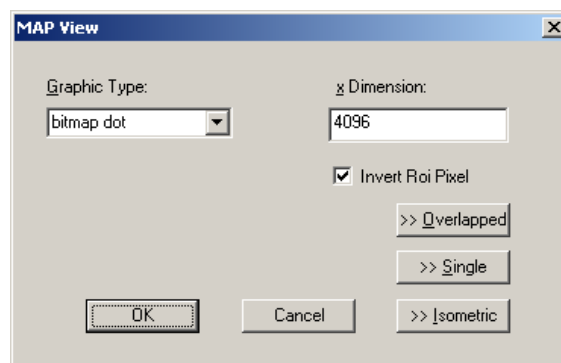 MAP View
Graphic Type:
x Dimension:
bitmap dot
4096
Invert Roi Pixel
>> Overlapped
>> Single
OK
Cancel
>> Isometric